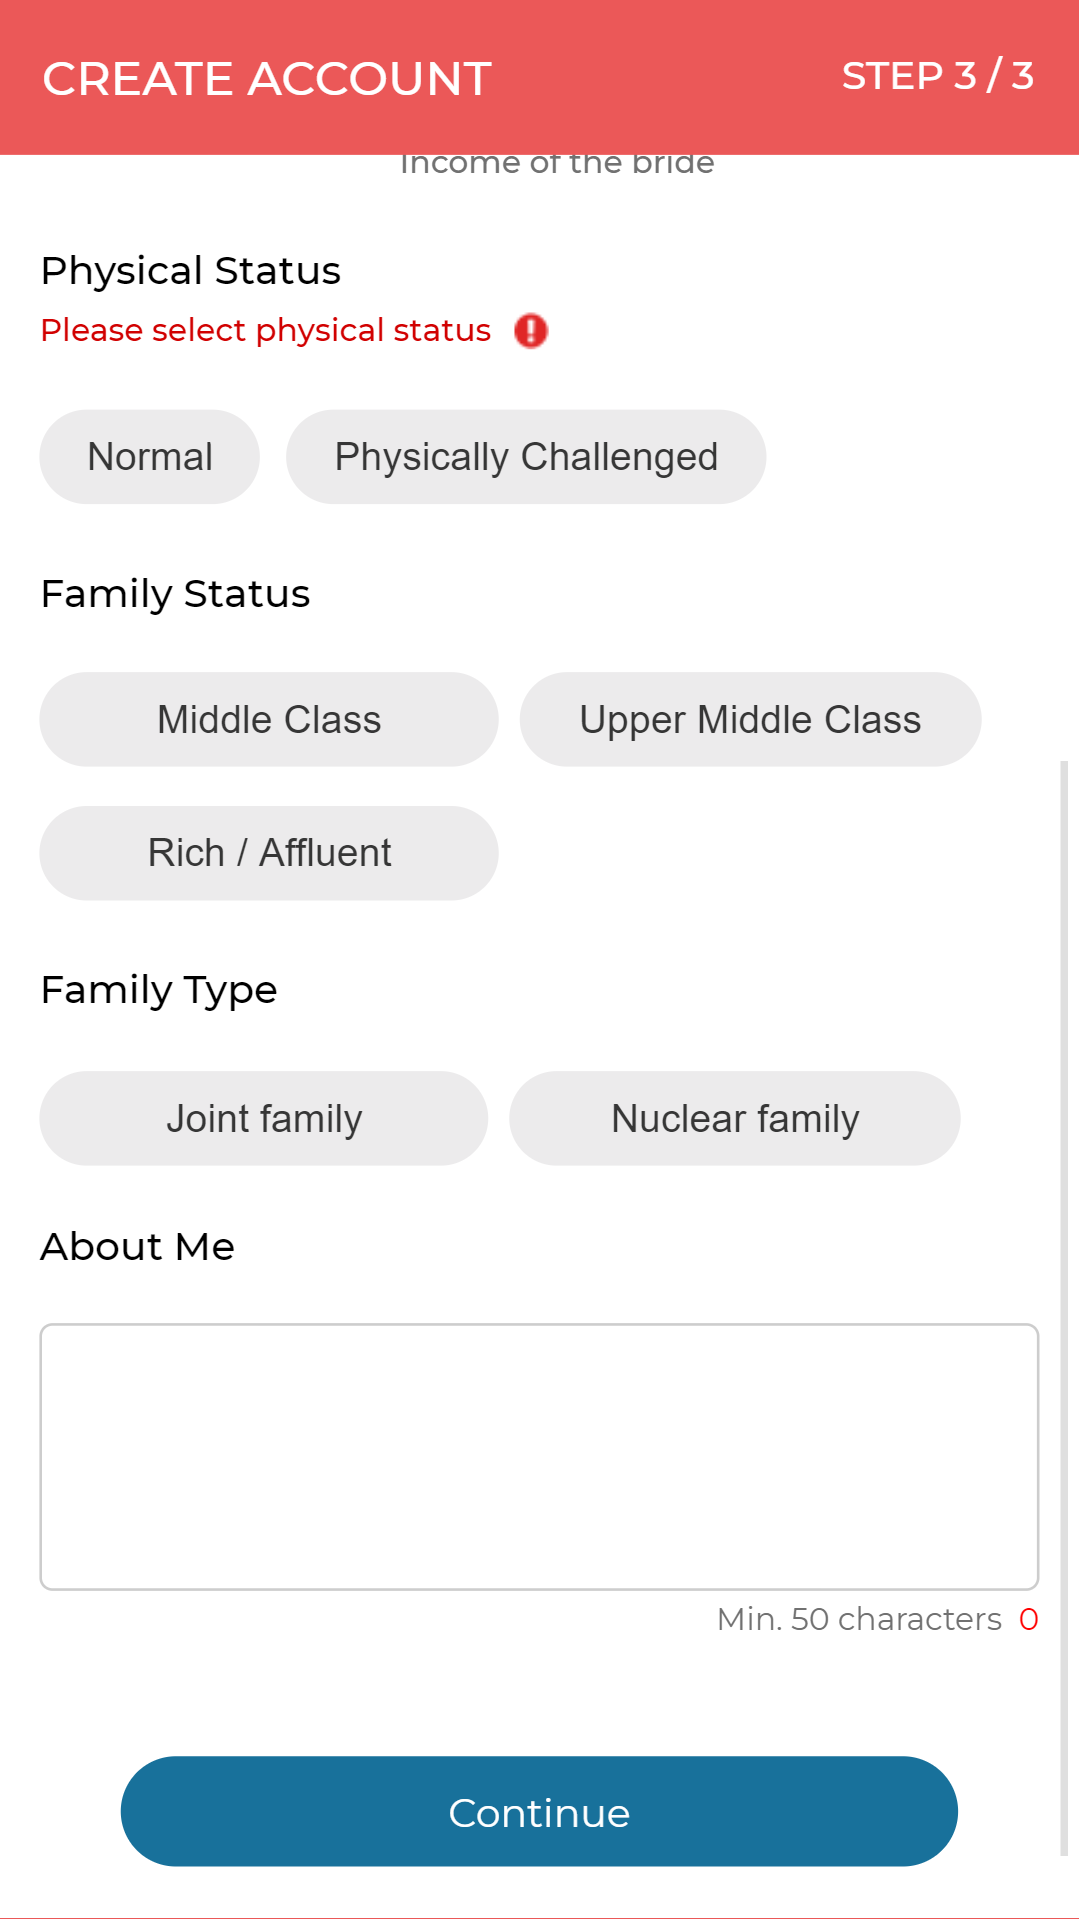 CREATE ACCOUNT STEP 3 / 3
Income of the bride
Physical Status
Please select physical status
Normal Physically Challenged
Family Status
Middle Class Upper Middle Class
Rich / Affluent
Family Type
Joint family Nuclear family
About Me
Min. 50 characters 0
Continue